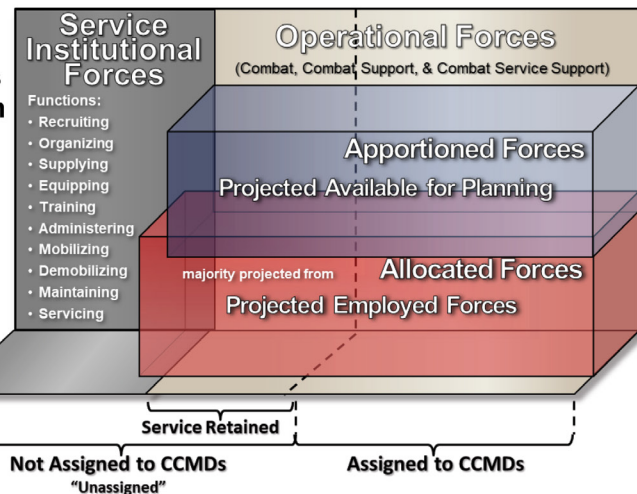 Service
Institutional
Forces
Functions:
• Recruiting
• Organizing
• Supplying
• Equipping
• Training
• Administering
• Mobilizing
• Demobilizing
• Maintaining
• Servicing
Operational Forces
(Combat, Combat Support, & Combat Service Support)
Apportioned Forces
Projected Available for Planning
majority projected from Allocated Forces
Projected Employed Forces
Service Retained
Not Assigned to CCMDs
"Unassigned"
Assigned to CCMDs